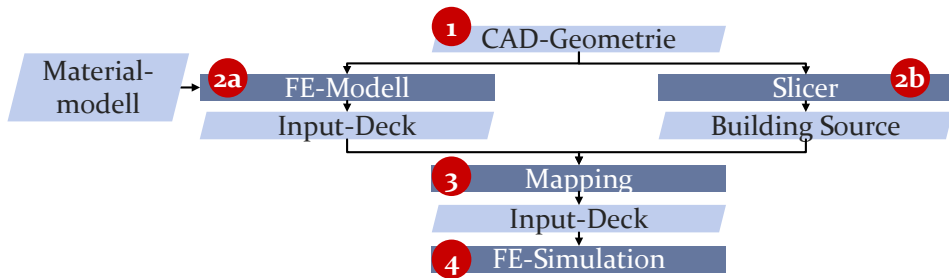 1
CAD-Geometrie
Material-
modell
2a
FE-Modell
Slicer
2b
Input-Deck
Building Source
3
Mapping
Input-Deck
4
FE-Simulation